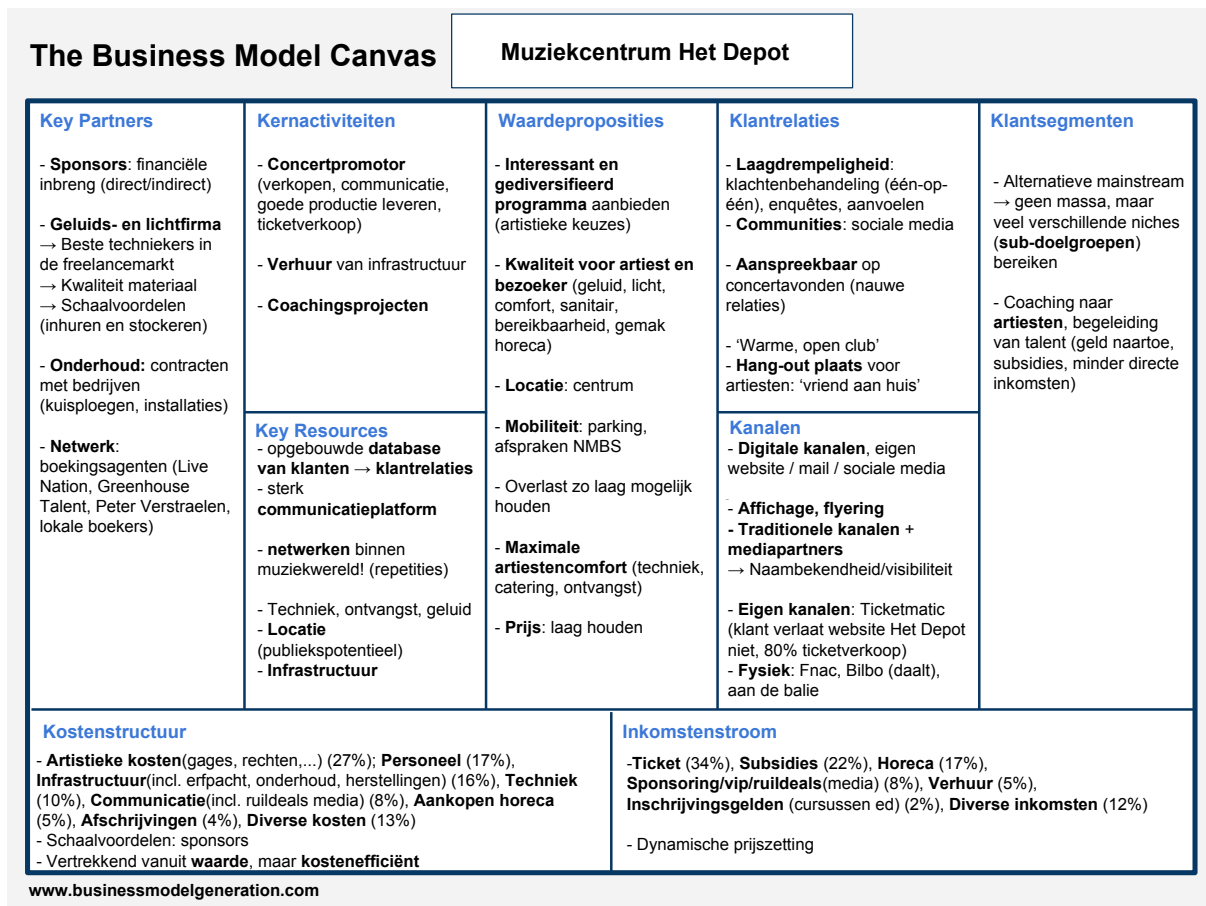 The Business Model Canvas
Muziekcentrum Het Depot
Key Partners
- Sponsors: financiële
inbreng (direct/indirect)
- Geluids- en lichtfirma
→ Beste techniekers in
de freelancemarkt
→ Kwaliteit materiaal
→ Schaalvoordelen
(inhuren en stockeren)
- Onderhoud: contracten
met bedrijven
(kuisploegen, installaties)
- Netwerk:
boekingsagenten (Live
Nation, Greenhouse
Talent, Peter Verstraelen,
lokale boekers)
Kernactiviteiten
- Concertpromotor
(verkopen, communicatie,
goede productie leveren,
ticketverkoop)
- Verhuur van infrastructuur
- Coachingsprojecten
Key Resources
- opgebouwde database
van klanten → klantrelaties
- sterk
communicatieplatform
- netwerken binnen
muziekwereld! (repetities)
- Techniek, ontvangst, geluid
- Locatie
(publiekspotentieel)
- Infrastructuur
Waardeproposities
- Interessant en
gediversifieerd
programma aanbieden
(artistieke keuzes)
- Kwaliteit voor artiest en
bezoeker (geluid, licht,
comfort, sanitair,
bereikbaarheid, gemak
horeca)
- Locatie: centrum
- Mobiliteit: parking,
afspraken NMBS
- Overlast zo laag mogelijk
houden
- Maximale
artiestencomfort (techniek,
catering, ontvangst)
- Prijs: laag houden
Klantrelaties
- Laagdrempeligheid:
klachtenbehandeling (één-op-
één), enquêtes, aanvoelen
- Communities: sociale media
- Aanspreekbaar op
concertavonden (nauwe
relaties)
- ‘Warme, open club’
- Hang-out plaats voor
artiesten: ‘vriend aan huis’
Kanalen
- Digitale kanalen, eigen
website / mail / sociale media
- Affichage, flyering
- Traditionele kanalen +
mediapartners
→ Naambekendheid/visibiliteit
- Eigen kanalen: Ticketmatic
(klant verlaat website Het Depot
niet, 80% ticketverkoop)
- Fysiek: Fnac, Bilbo (daalt),
aan de balie
Klantsegmenten
- Alternatieve mainstream
→ geen massa, maar
veel verschillende niches
(sub-doelgroepen)
bereiken
- Coaching naar
artiesten, begeleiding
van talent (geld naartoe,
subsidies, minder directe
inkomsten)
Kostenstructuur
- Artistieke kosten(gages, rechten,...) (27%); Personeel (17%),
Infrastructuur(incl. erfpacht, onderhoud, herstellingen) (16%), Techniek
(10%), Communicatie(incl. ruildeals media) (8%), Aankopen horeca
(5%), Afschrijvingen (4%), Diverse kosten (13%)
- Schaalvoordelen: sponsors
- Vertrekkend vanuit waarde, maar kostenefficiënt
Inkomstenstroom
-Ticket (34%), Subsidies (22%), Horeca (17%),
Sponsoring/vip/ruildeals(media) (8%), Verhuur (5%),
Inschrijvingsgelden (cursussen ed) (2%), Diverse inkomsten (12%)
- Dynamische prijszetting
www.businessmodelgeneration.com